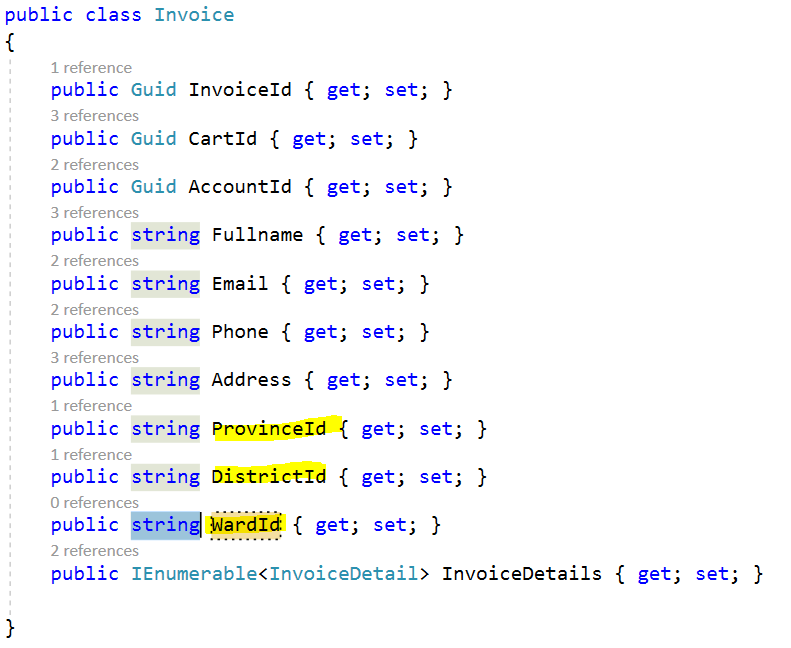 public class Invoice
{
1 reference
public Guid InvoiceId { get; set; }
3 references
public Guid CartId { get; set; }
2 references
public Guid AccountId { get; set; }
3 references
public string Fullname { get; set; }
2 references
public string Email { get; set; }
2 references
public string Phone { get; set; }
3 references
public string Address { get; set; }
1 reference
public string ProvinceId { get; set; }
1 reference
public string DistrictId { get; set; }
0 references
public string WardId { get; set; }
2 references
public IEnumerable<InvoiceDetail> InvoiceDetails { get; set; }
}